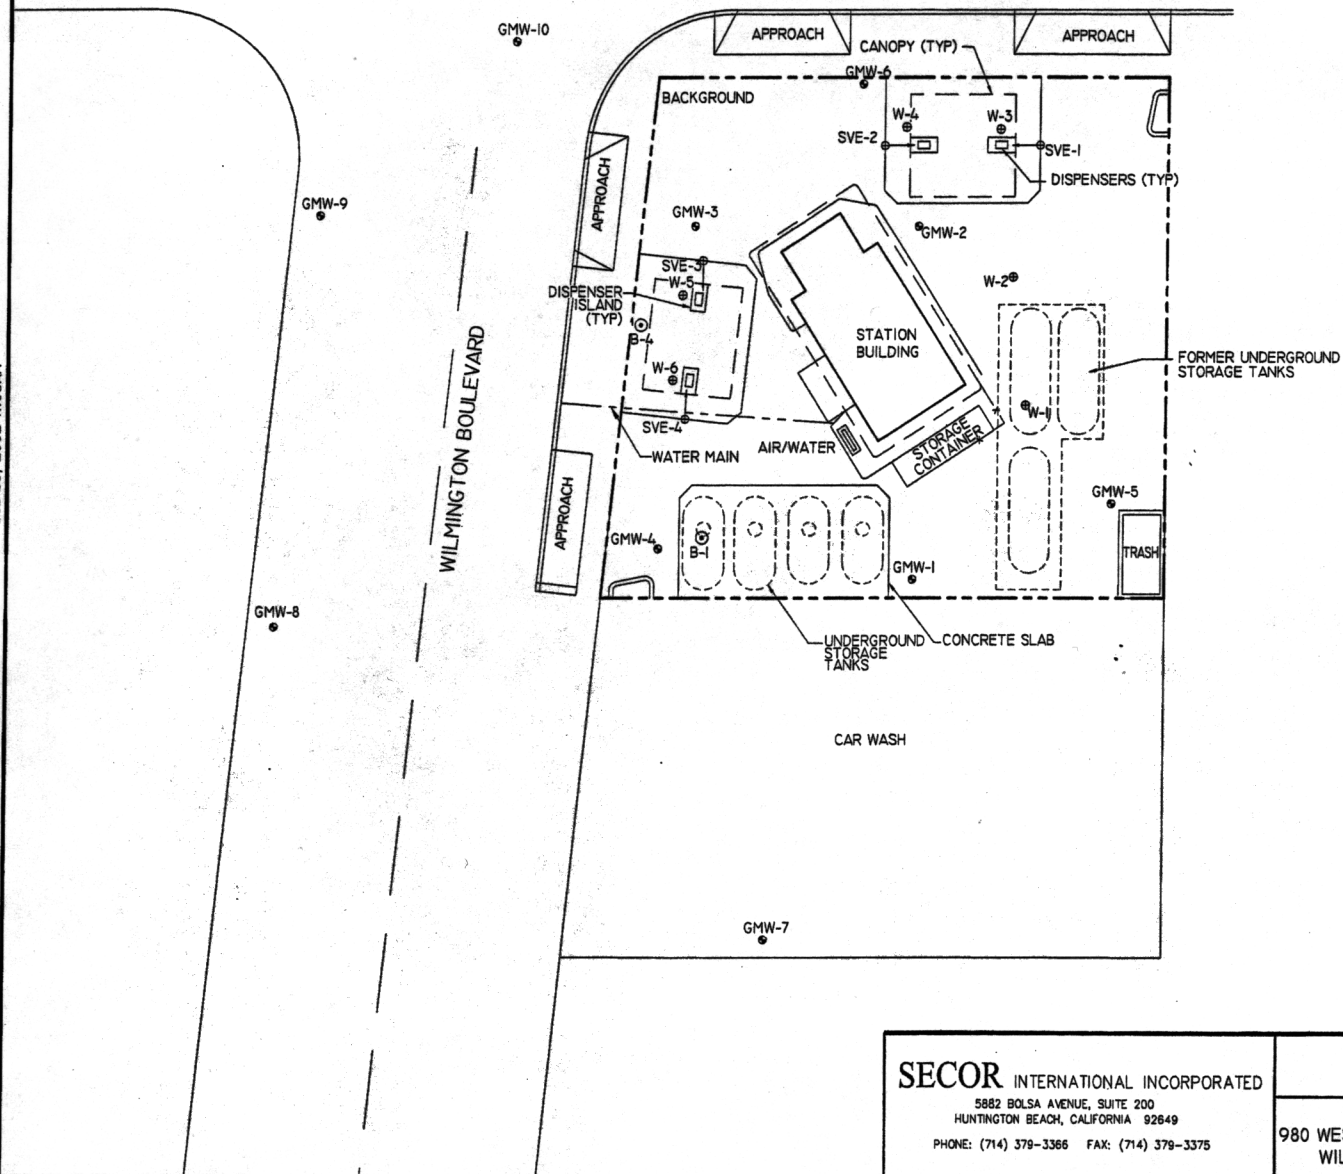 GMW-10
APPROACH
APPROACH
CANOPY (TYP)
GMW-6
BACKGROUND
W-4
W-3
SVE-2
SVE-1
DISPENSERS (TYP)
APPROACH
GMW-9
GMW-3
GMW-2
SVE-3
W-5
W-2
DISPENSER
ISLAND
(TYP)
B-4
STATION
BUILDING
FORMER UNDERGROUND
STORAGE TANKS
W-6
W-1
SVE-4
WATER MAIN
AIR/WATER
STORAGE
CONTAINER
WILMINGTON BOULEVARD
APPROACH
GMW-5
GMW-4
B-1
TRASH
GMW-1
GMW-8
UNDERGROUND
STORAGE
TANKS
CONCRETE SLAB
CAR WASH
GMW-7
SECOR INTERNATIONAL INCORPORATED
5882 BOLSA AVENUE, SUITE 200
HUNTINGTON BEACH, CALIFORNIA 92649
PHONE: (714) 379-3366 FAX: (714) 379-3375
980 WES
WIL